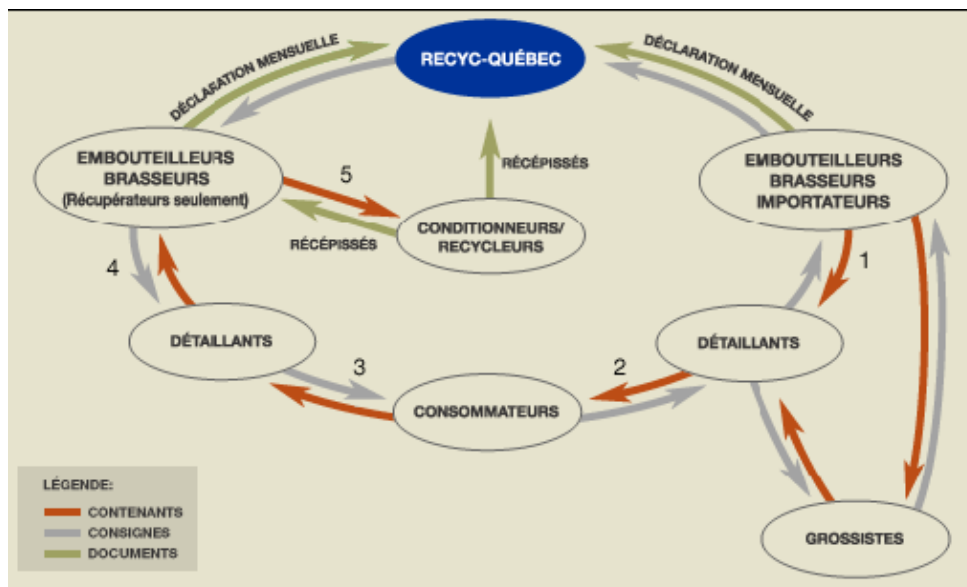 RECYC-QUÉBEC
DÉCLARATION MENSUELLE
DÉCLARATION MENSUELLE
EMBOUTEILLEURS
BRASSEURS
(Récupérateurs seulement)
5
RÉCÉPISSÉS
RÉCÉPISSÉS
CONDITIONNEURS/
RECYCLEURS
EMBOUTEILLEURS
BRASSEURS
IMPORTATEURS
4
1
DÉTAILLANTS
3
2
DÉTAILLANTS
CONSOMMATEURS
LÉGENDE:
CONTENANTS
CONSIGNES
DOCUMENTS
GROSSISTES